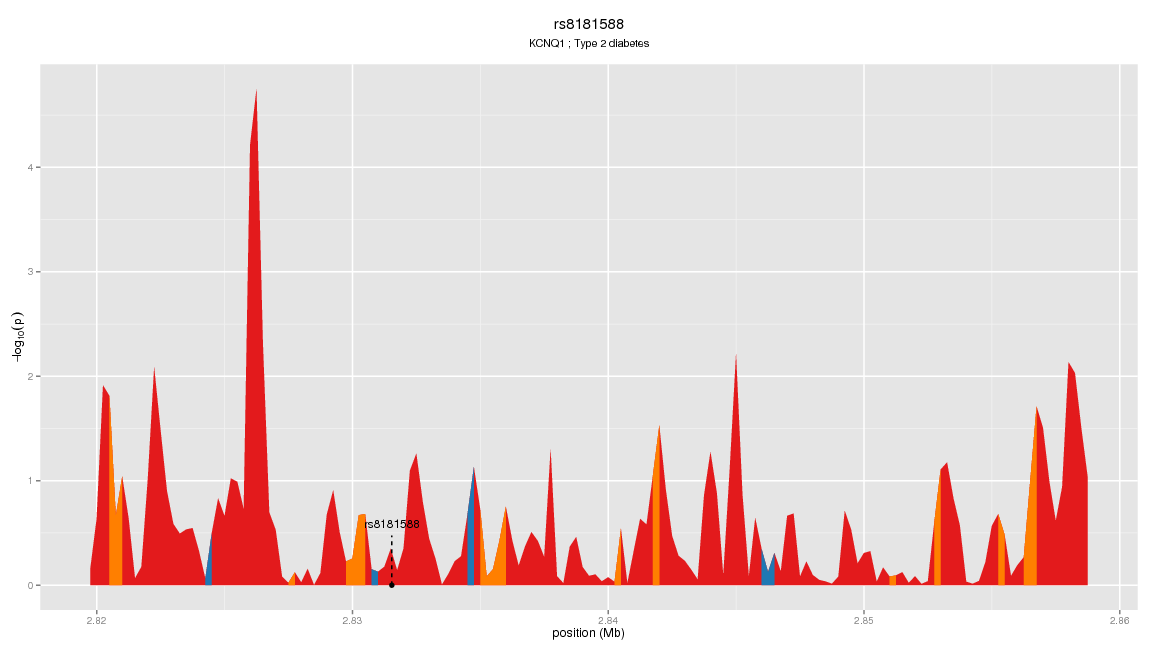 rs8181588
KCNQ1 ; Type 2 diabetes
−log10(p)
4
3
2
1
0
rs8181588
2.82 2.83 2.84 2.85 2.86
position (Mb)